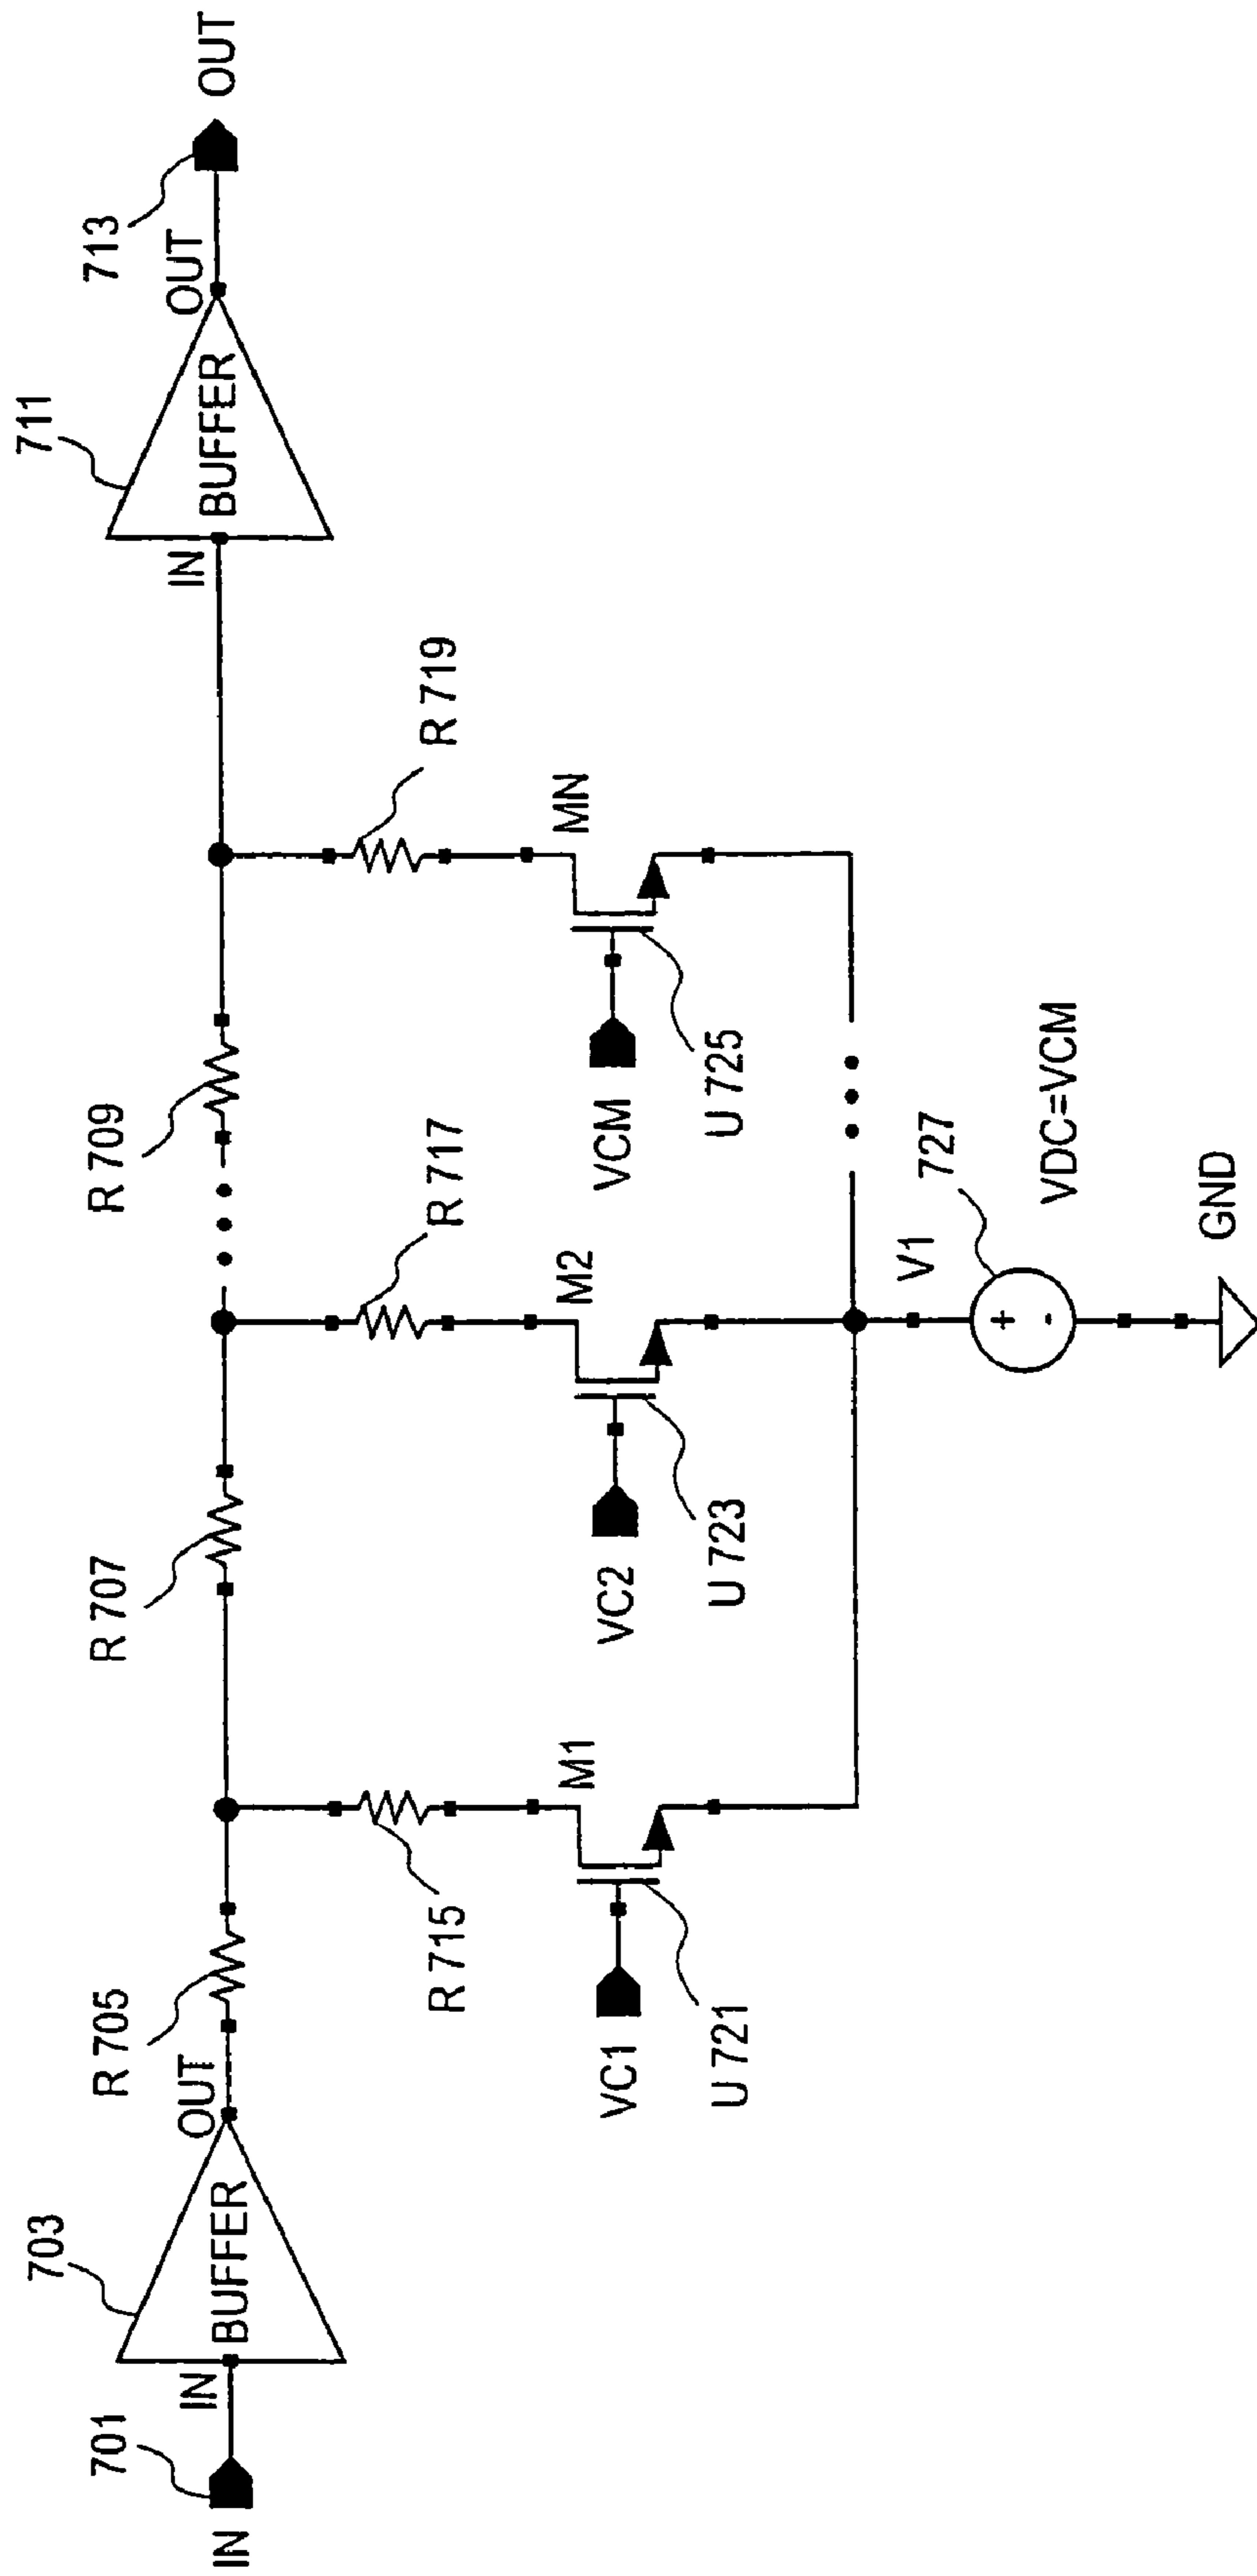 701
IN
IN
BUFFER
703
OUT
R 705
R 707
R 709
IN
BUFFER
711
OUT
713
OUT
R 715
R 717
R 719
M1
M2
MN
VC1
VC2
VCM
U 721
U 723
U 725
V1
727
VDC=VCM
GND